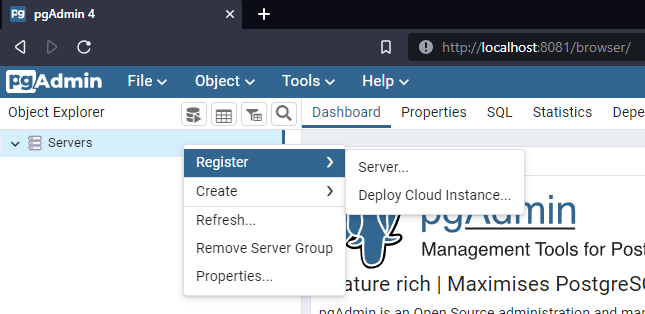 pgAdmin 4
http://localhost:8081/browser/
pgAdmin File Object Tools Help
Object Explorer Dashboard Properties SQL Statistics Depe
Servers
Register
Server...
Create
Deploy Cloud Instance...
Refresh...
pgAdmin
Remove Server Group
Management Tools for Post
Properties...
ature rich | Maximises PostgreSQ
pgAdmin is an Open Source administration and ma